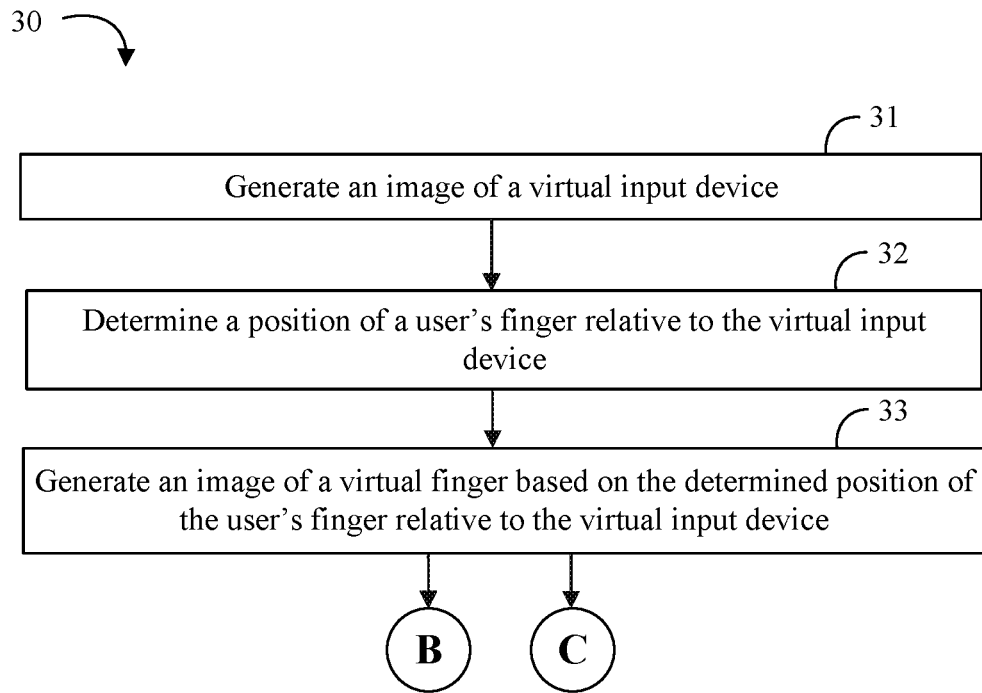 30
31
Generate an image of a virtual input device
32
Determine a position of a user's finger relative to the virtual input
device
33
Generate an image of a virtual finger based on the determined position of
the user's finger relative to the virtual input device
B
C